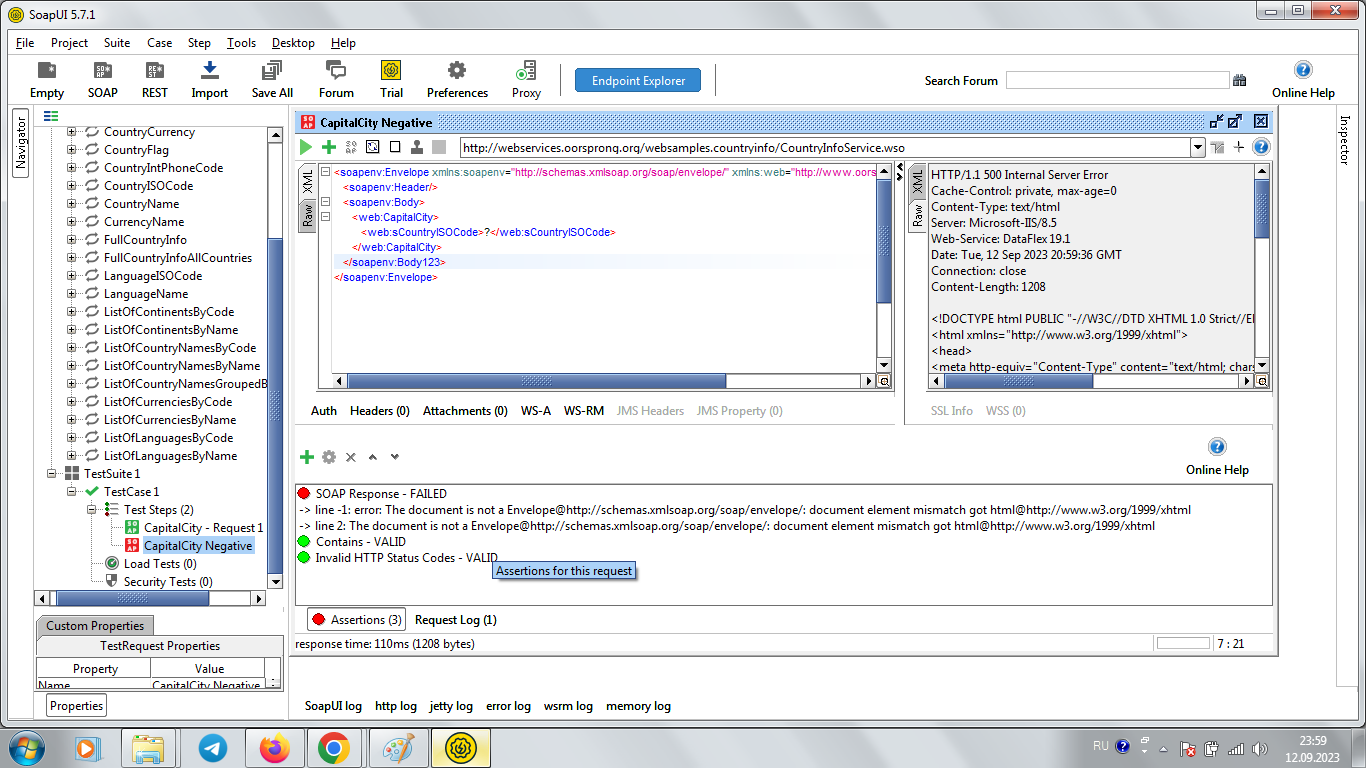 SoapUI 5.7.1
File Project Suite Case Step Tools Desktop Help
Empty SOAP REST Import Save All Forum Trial Preferences Proxy Endpoint Explorer Search Forum Online Help
Navigator
CountryCurrency
CountryFlag
CountryIntPhoneCode
CountryISOCode
CountryName
CurrencyName
FullCountryInfo
FullCountryInfoAllCountries
LanguageISOCode
LanguageName
ListOfContinentsByCode
ListOfContinentsByName
ListOfCountryNamesByCode
ListOfCountryNamesByName
ListOfCountryNamesGroupedB
ListOfCurrenciesByCode
ListOfCurrenciesByName
ListOfLanguagesByCode
ListOfLanguagesByName
TestSuite 1
TestCase 1
Test Steps (2)
CapitalCity - Request 1
CapitalCity Negative
Load Tests (0)
Security Tests (0)
Custom Properties
TestRequest Properties
Property Value
Name CapitalCity Negative
Properties
CapitalCity Negative
http://webservices.oorsprong.org/websamples.countryinfo/CountryInfoService.wso
XML
Raw
<soapenv:Envelope xmlns:soapenv="http://schemas.xmlsoap.org/soap/envelope/" xmlns:web="http://www.oors
<soapenv:Header/>
<soapenv:Body>
<web:CapitalCity>
<web:sCountryISOCode>?</web:sCountryISOCode>
</web:CapitalCity>
</soapenv:Body123>
</soapenv:Envelope>
Auth Headers (0) Attachments (0) WS-A WS-RM JMS Headers JMS Property (0)
XML
Raw
HTTP/1.1 500 Internal Server Error
Cache-Control: private, max-age=0
Content-Type: text/html
Server: Microsoft-IIS/8.5
Web-Service: DataFlex 19.1
Date: Tue, 12 Sep 2023 20:59:36 GMT
Connection: close
Content-Length: 1208
<!DOCTYPE html PUBLIC "-//W3C//DTD XHTML 1.0 Strict//E
<html xmlns="http://www.w3.org/1999/xhtml">
<head>
<meta http-equiv="Content-Type" content="text/html; chars
SSL Info WSS (0)
Online Help
SOAP Response - FAILED
-> line -1: error: The document is not a Envelope@http://schemas.xmlsoap.org/soap/envelope/: document element mismatch got html@http://www.w3.org/1999/xhtml
-> line 2: The document is not a Envelope@http://schemas.xmlsoap.org/soap/envelope/: document element mismatch got html@http://www.w3.org/1999/xhtml
Contains - VALID
Invalid HTTP Status Codes - VALID
Assertions for this request
Assertions (3) Request Log (1)
response time: 110ms (1208 bytes) 7 : 21
Inspector
SoapUI log http log jetty log error log wsrm log memory log
RU 23:59
12.09.2023